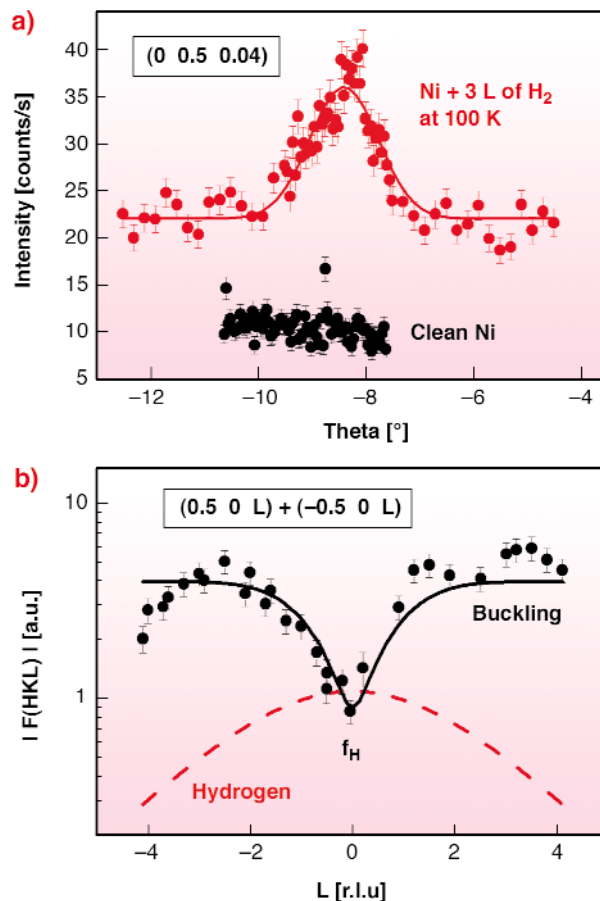 a)
40
35
30
25
20
15
10
5
Intensity [counts/s]
(0 0.5 0.04)
Ni + 3 L of H₂
at 100 K
Clean Ni
−12
−10
−8
−6
−4
Theta [°]
b)
10
1
| F(HKL) | [a.u.]
(0.5 0 L) + (−0.5 0 L)
Buckling
f_H
Hydrogen
−4
−2
0
2
4
L [r.l.u]